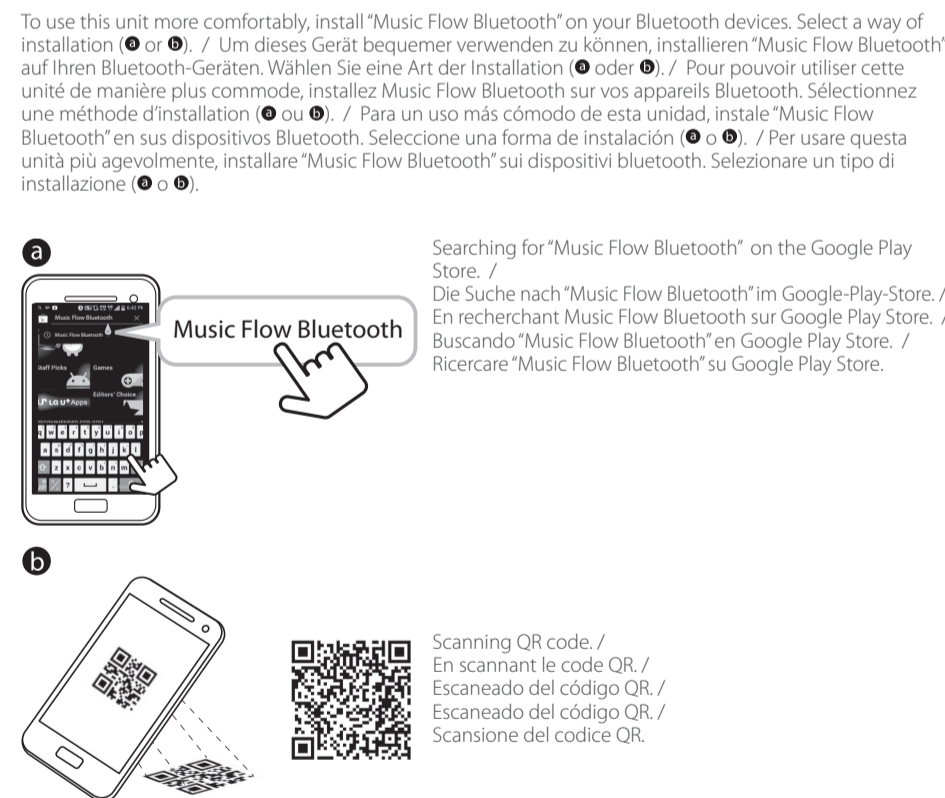 To use this unit more comfortably, install “Music Flow Bluetooth” on your Bluetooth devices. Select a way of
installation (a or b). / Um dieses Gerät bequemer verwenden zu können, installieren “Music Flow Bluetooth”
auf Ihren Bluetooth-Geräten. Wählen Sie eine Art der Installation (a oder b). / Pour pouvoir utiliser cette
unité de manière plus commode, installez Music Flow Bluetooth sur vos appareils Bluetooth. Sélectionnez
une méthode d’installation (a ou b). / Para un uso más cómodo de esta unidad, instale “Music Flow
Bluetooth” en sus dispositivos Bluetooth. Seleccione una forma de instalación (a o b). / Per usare questa
unità più agevolmente, installare “Music Flow Bluetooth” sui dispositivi bluetooth. Selezionare un tipo di
installazione (a o b).
a
Music Flow Bluetooth
Music Flow Bluetooth
Staff Picks
Games
LG U+ Apps
Editors' Choice
q w e r t y u i o p
a s d f g h j k l
z x c v b n m
?
Music Flow Bluetooth
Searching for “Music Flow Bluetooth” on the Google Play
Store. /
Die Suche nach “Music Flow Bluetooth” im Google-Play-Store. /
En recherchant Music Flow Bluetooth sur Google Play Store. /
Buscando “Music Flow Bluetooth” en Google Play Store. /
Ricercare “Music Flow Bluetooth” su Google Play Store.
b
Scanning QR code. /
En scannant le code QR. /
Escaneado del código QR. /
Escaneado del código QR. /
Scansione del codice QR.